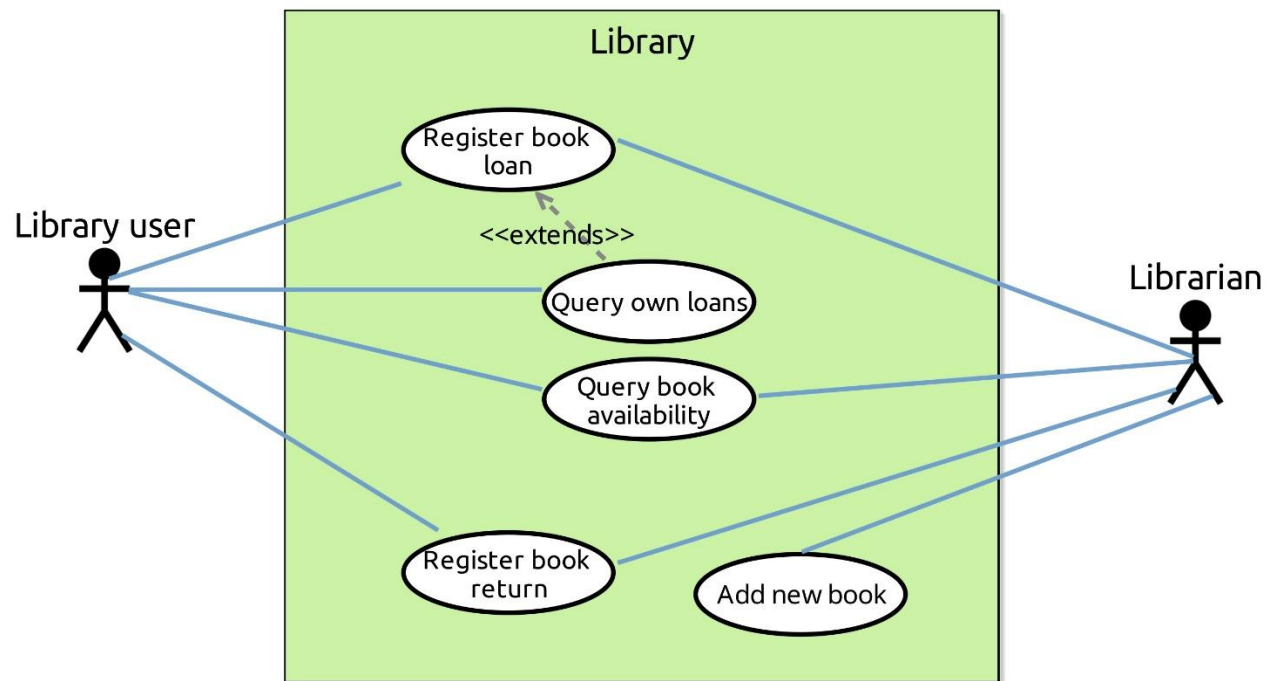 Library
Register book
loan
Library user
<<extends>>
Query own loans
Librarian
Query book
availability
Register book
return
Add new book